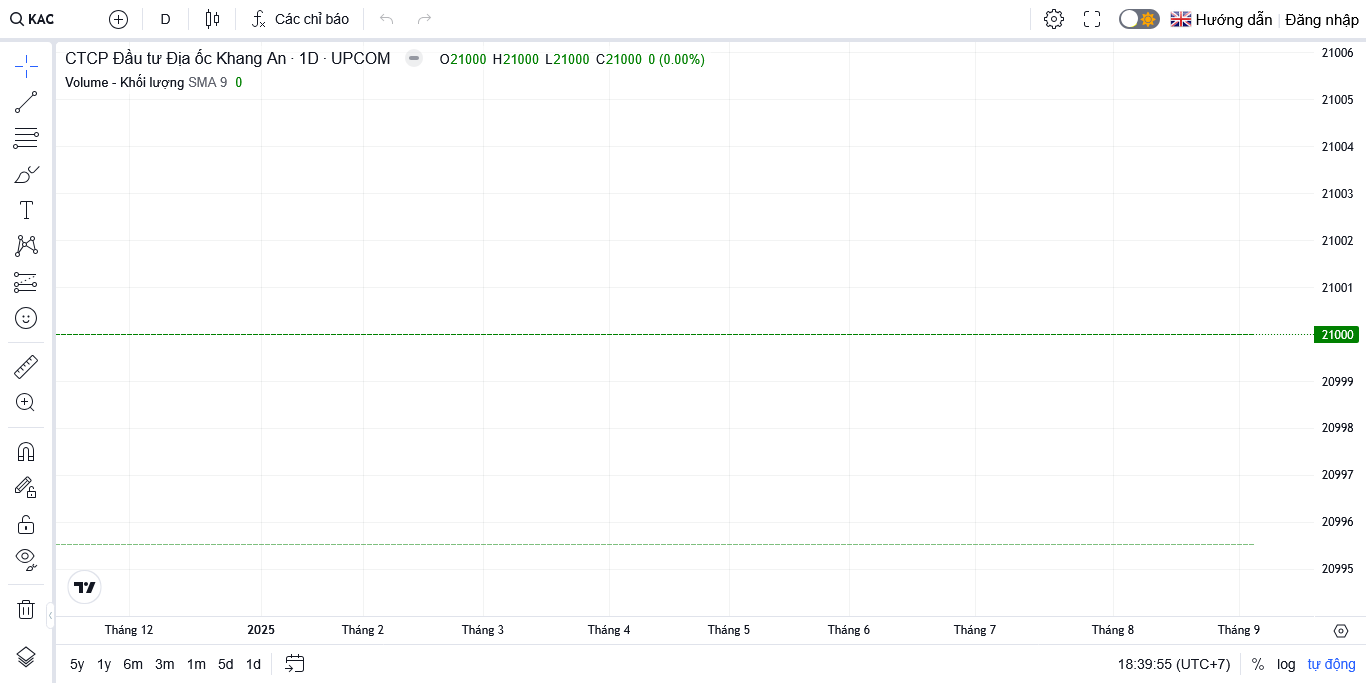 KAC D Các chỉ báo Hướng dẫn Đăng nhập
CTCP Đầu tư Địa ốc Khang An · 1D · UPCOM O21000 H21000 L21000 C21000 0 (0.00%)
Volume - Khối lượng SMA 9 0
21006
21005
21004
21003
21002
21001
21000
20999
20998
20997
20996
20995
Tháng 12 2025 Tháng 2 Tháng 3 Tháng 4 Tháng 5 Tháng 6 Tháng 7 Tháng 8 Tháng 9
5y 1y 6m 3m 1m 5d 1d 18:39:55 (UTC+7) % log tự động